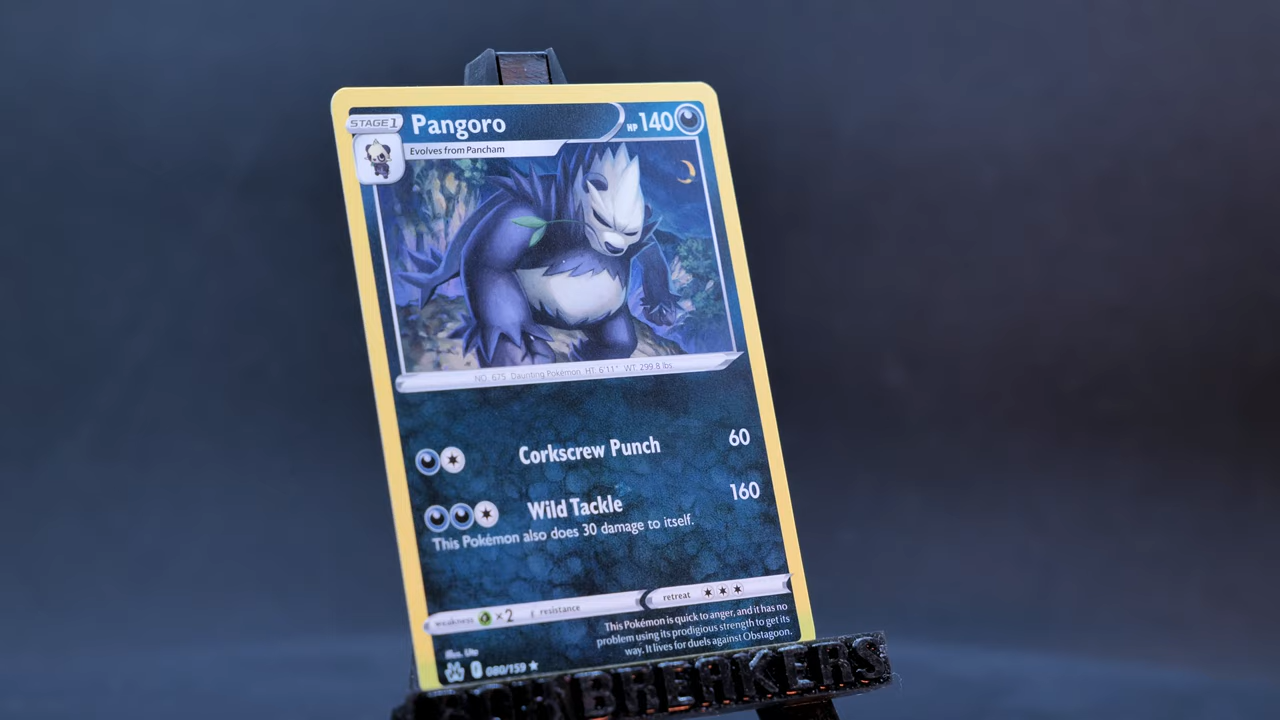 STAGE 1
Pangoro
HP 140
Evolves from Pancham
NO. 675 Daunting Pokémon HT: 6'11" WT: 299.8 lbs
Corkscrew Punch 60
Wild Tackle 160
This Pokémon also does 30 damage to itself.
weakness ×2 resistance
retreat
This Pokémon is quick to anger, and it has no
problem using its prodigious strength to get its
way. It lives for duels against Obstagoon.
Illus. Uta
080/159 ★